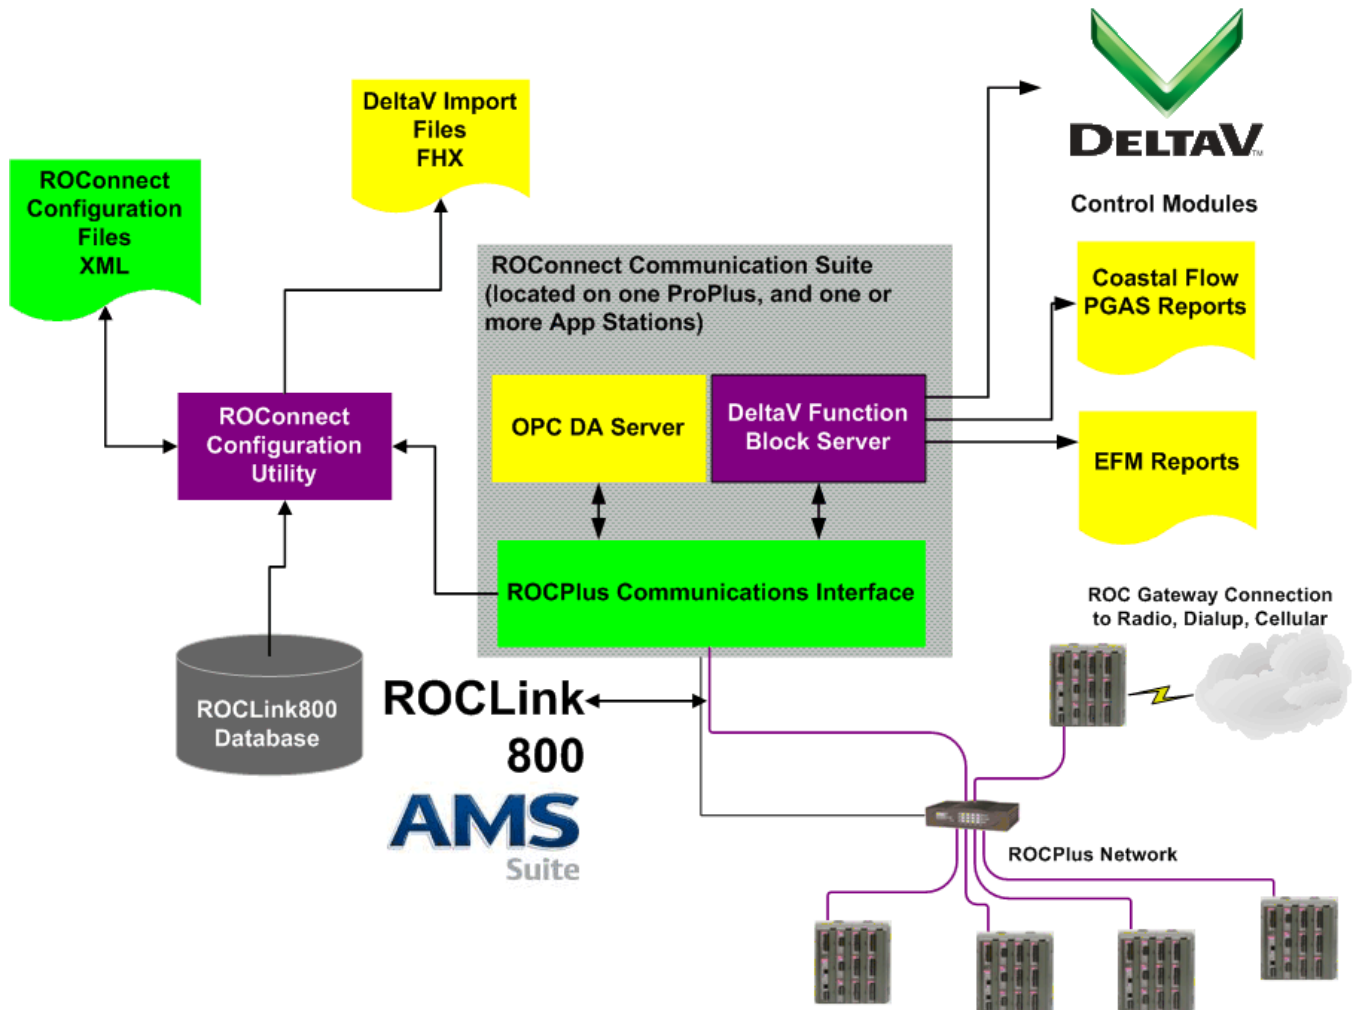 DELTAV™
Control Modules
DeltaV Import
Files
FHX
ROConnect
Configuration
Files
XML
ROConnect Communication Suite
(located on one ProPlus, and one or
more App Stations)
Coastal Flow
PGAS Reports
ROConnect
Configuration
Utility
OPC DA Server
DeltaV Function
Block Server
EFM Reports
ROCPlus Communications Interface
ROC Gateway Connection
to Radio, Dialup, Cellular
ROCLink800
Database
ROCLink
800
AMS
Suite
ROCPlus Network